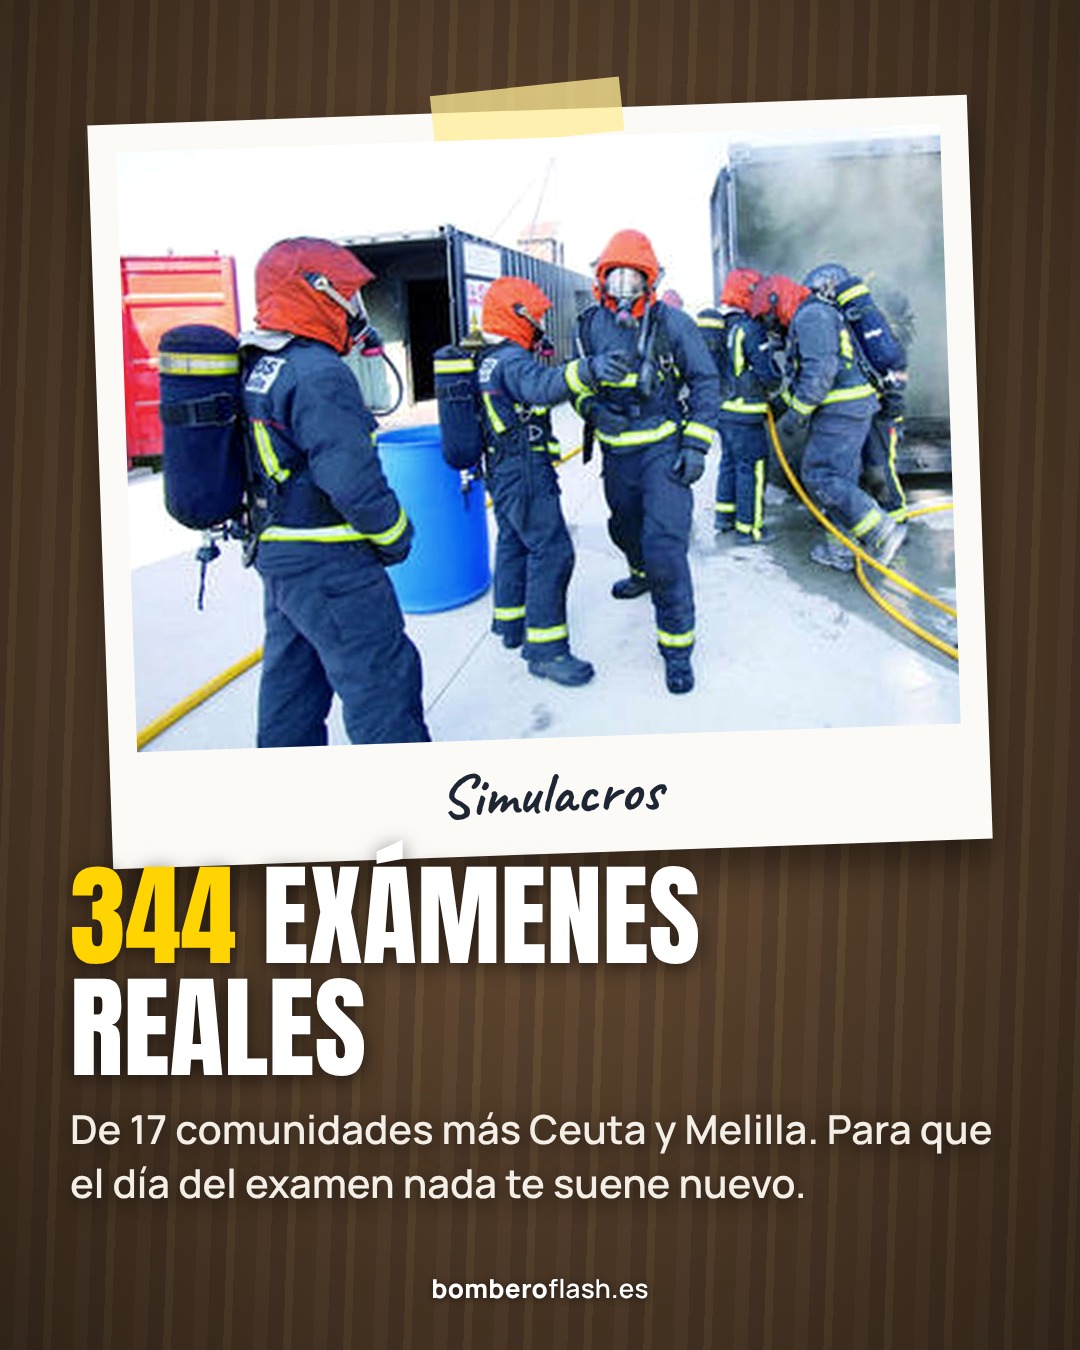 Simulacros
344 EXÁMENES
REALES
De 17 comunidades más Ceuta y Melilla. Para que
el día del examen nada te suene nuevo.
bomberoflash.es